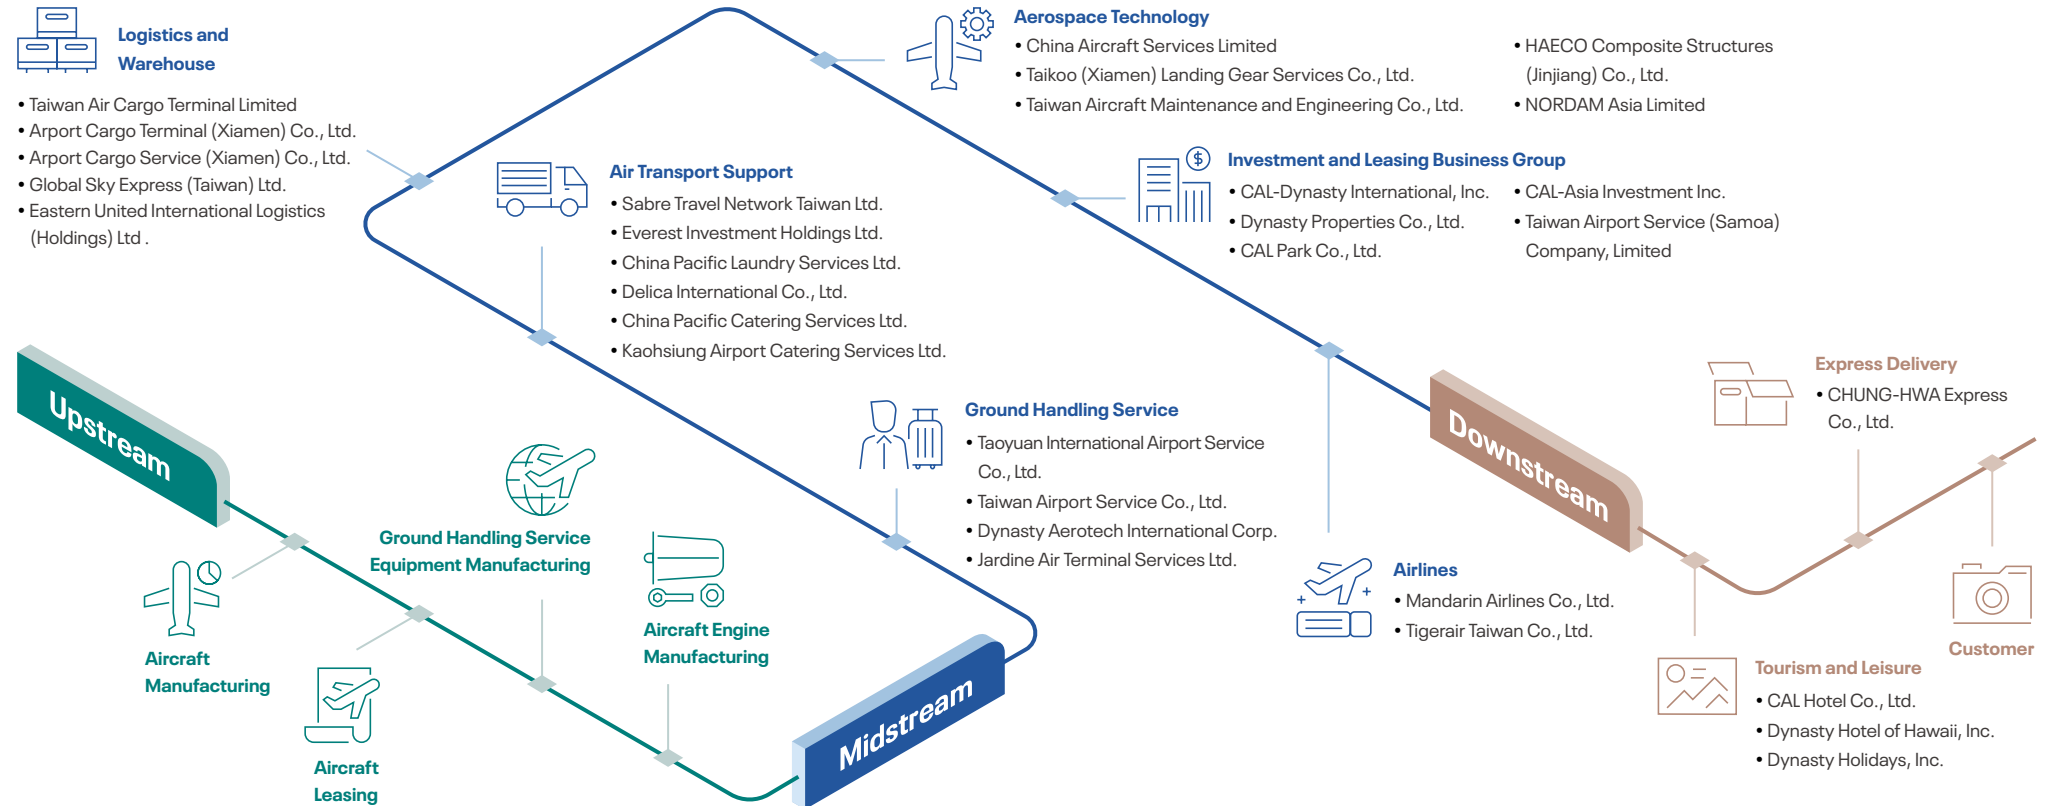 Logistics and
Warehouse
• Taiwan Air Cargo Terminal Limited
• Arport Cargo Terminal (Xiamen) Co., Ltd.
• Arport Cargo Service (Xiamen) Co., Ltd.
• Global Sky Express (Taiwan) Ltd.
• Eastern United International Logistics
(Holdings) Ltd .
Air Transport Support
• Sabre Travel Network Taiwan Ltd.
• Everest Investment Holdings Ltd.
• China Pacific Laundry Services Ltd.
• Delica International Co., Ltd.
• China Pacific Catering Services Ltd.
• Kaohsiung Airport Catering Services Ltd.
Aerospace Technology
• China Aircraft Services Limited
• Taikoo (Xiamen) Landing Gear Services Co., Ltd.
• Taiwan Aircraft Maintenance and Engineering Co., Ltd.
• HAECO Composite Structures
(Jinjiang) Co., Ltd.
• NORDAM Asia Limited
Investment and Leasing Business Group
• CAL-Dynasty International, Inc.
• Dynasty Properties Co., Ltd.
• CAL Park Co., Ltd.
• CAL-Asia Investment Inc.
• Taiwan Airport Service (Samoa)
Company, Limited
Ground Handling Service
• Taoyuan International Airport Service
Co., Ltd.
• Taiwan Airport Service Co., Ltd.
• Dynasty Aerotech International Corp.
• Jardine Air Terminal Services Ltd.
Airlines
• Mandarin Airlines Co., Ltd.
• Tigerair Taiwan Co., Ltd.
Upstream
Aircraft
Manufacturing
Aircraft
Leasing
Ground Handling Service
Equipment Manufacturing
Aircraft Engine
Manufacturing
Midstream
Downstream
Express Delivery
• CHUNG-HWA Express
Co., Ltd.
Customer
Tourism and Leisure
• CAL Hotel Co., Ltd.
• Dynasty Hotel of Hawaii, Inc.
• Dynasty Holidays, Inc.